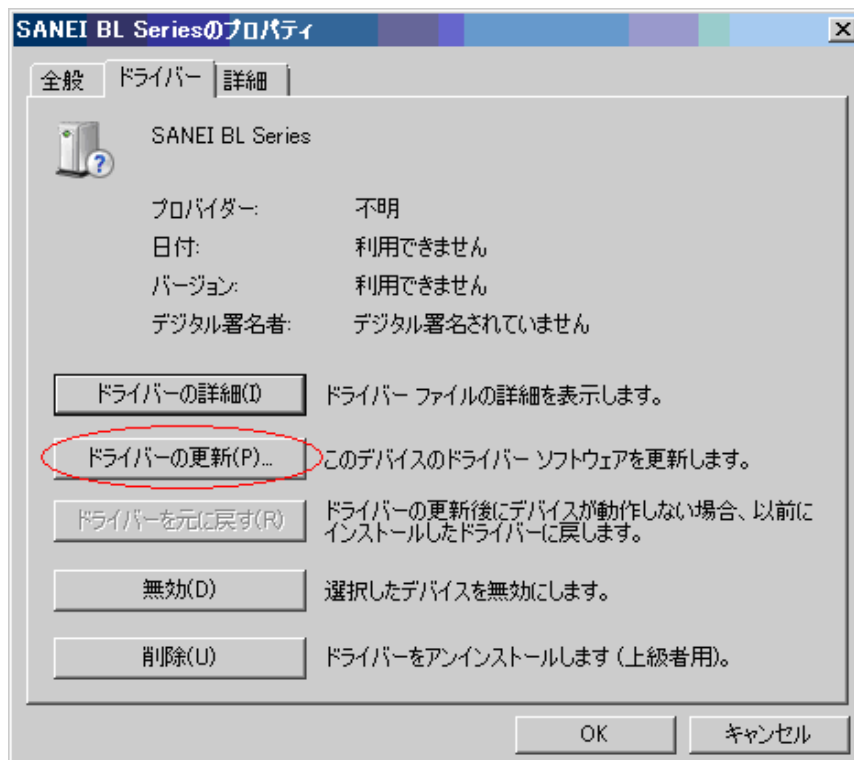 SANEI BL Seriesのプロパティ
全般 ドライバー 詳細
SANEI BL Series
プロバイダー: 不明
日付: 利用できません
バージョン: 利用できません
デジタル署名者: デジタル署名されていません
ドライバーの詳細(I) ドライバー ファイルの詳細を表示します。
ドライバーの更新(P)... このデバイスのドライバー ソフトウェアを更新します。
ドライバーを元に戻す(R) ドライバーの更新後にデバイスが動作しない場合、以前に
インストールしたドライバーに戻します。
無効(D) 選択したデバイスを無効にします。
削除(U) ドライバーをアンインストールします (上級者用)。
OK キャンセル